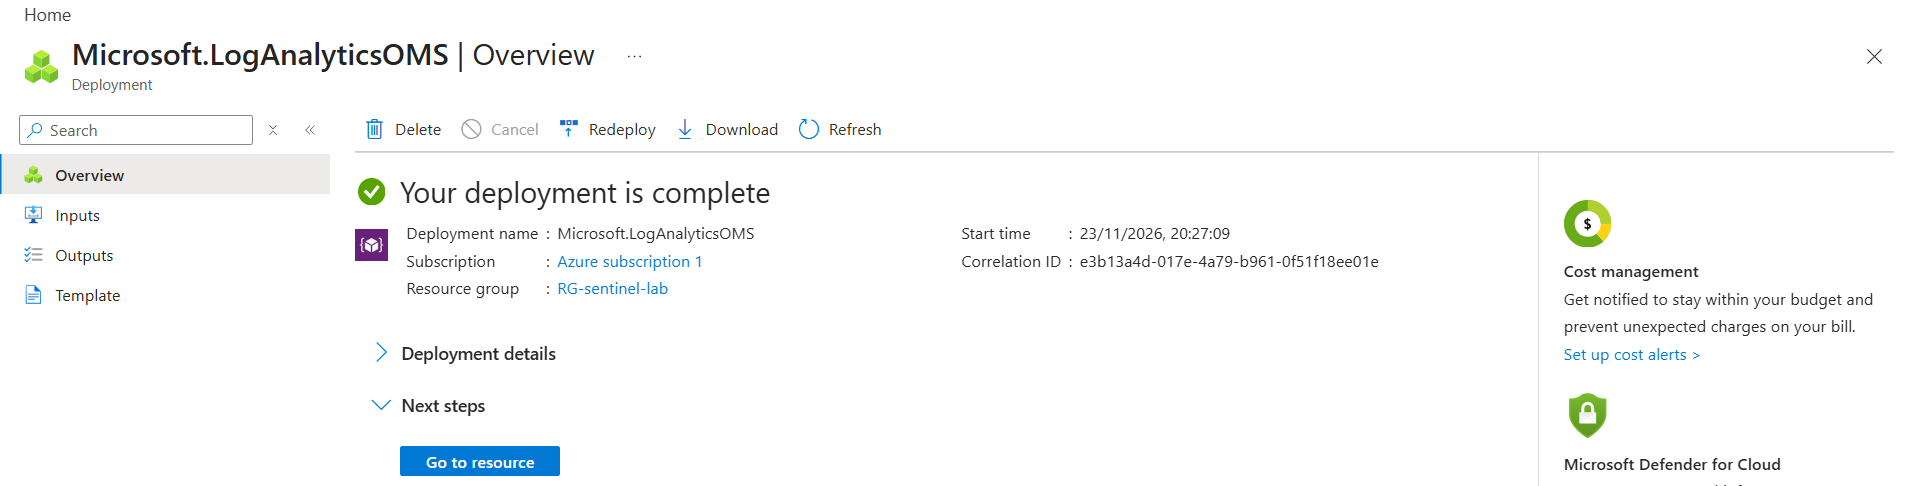 Home
Microsoft.LogAnalyticsOMS | Overview ...
Deployment
Search
Overview
Inputs
Outputs
Template
Delete Cancel Redeploy Download Refresh
Your deployment is complete
Deployment name : Microsoft.LogAnalyticsOMS
Subscription : Azure subscription 1
Resource group : RG-sentinel-lab
Start time : 23/11/2026, 20:27:09
Correlation ID : e3b13a4d-017e-4a79-b961-0f51f18ee01e
Deployment details
Next steps
Go to resource
$
Cost management
Get notified to stay within your budget and
prevent unexpected charges on your bill.
Set up cost alerts >
Microsoft Defender for Cloud